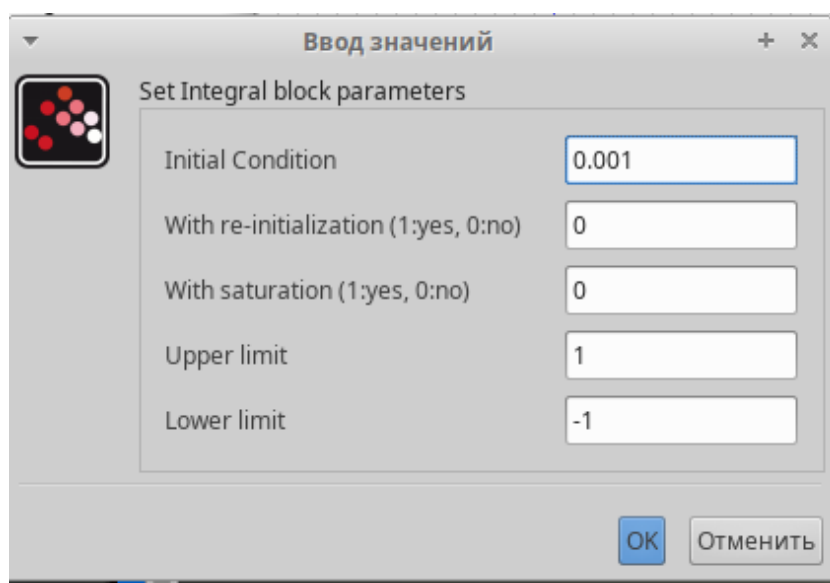 Ввод значений
Set Integral block parameters
Initial Condition 0.001
With re-initialization (1:yes, 0:no) 0
With saturation (1:yes, 0:no) 0
Upper limit 1
Lower limit -1
OK Отменить